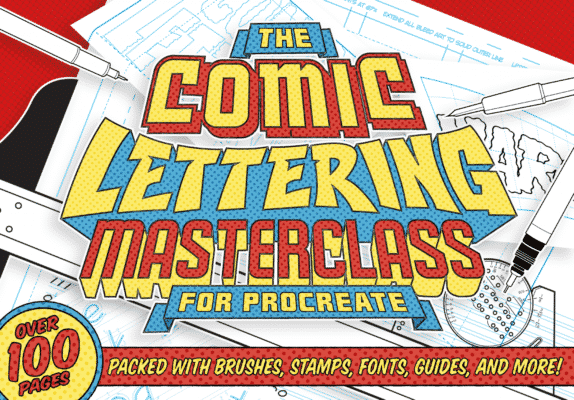 THE
COMIC
LETTERING
MASTERCLASS
FOR PROCREATE
OVER
100
PAGES
PACKED WITH BRUSHES, STAMPS, FONTS, GUIDES, AND MORE!